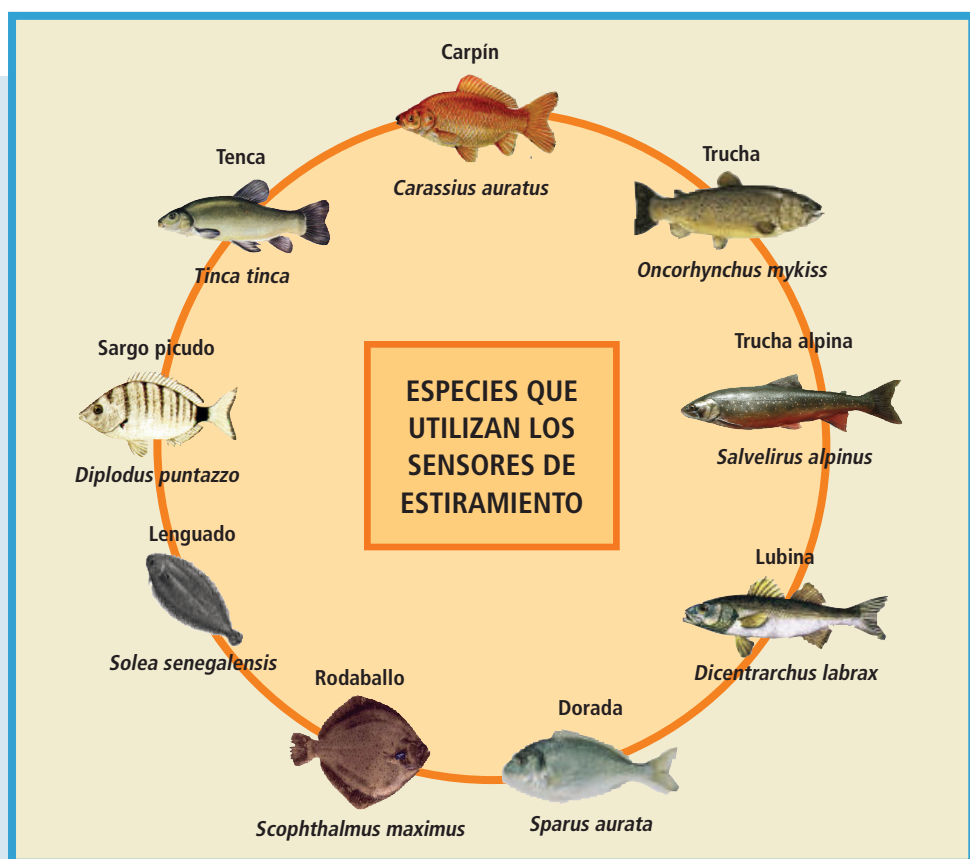 Carpín
Carassius auratus
Trucha
Oncorhynchus mykiss
Trucha alpina
Salvelirus alpinus
Lubina
Dicentrarchus labrax
Dorada
Sparus aurata
Rodaballo
Scophthalmus maximus
Lenguado
Solea senegalensis
Sargo picudo
Diplodus puntazzo
Tenca
Tinca tinca
ESPECIES QUE
UTILIZAN LOS
SENSORES DE
ESTIRAMIENTO